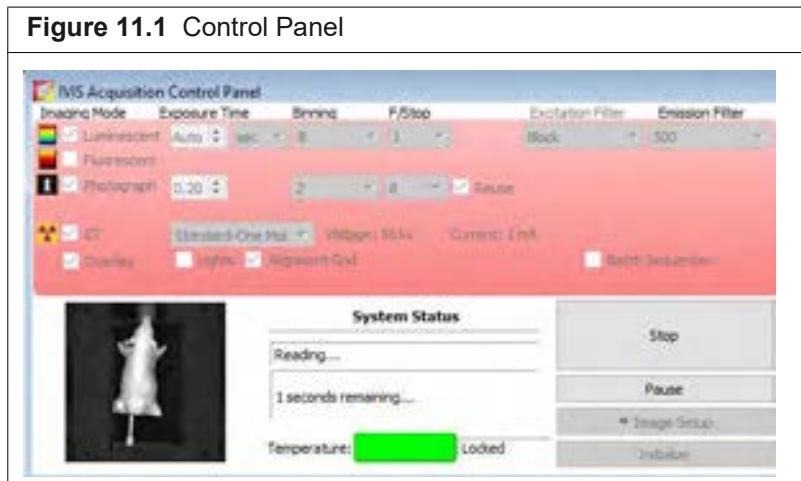 Figure 11.1 Control Panel
IVIS Acquisition Control Panel
Imaging Mode Exposure Time Binning F/Stop Excitation Filter Emission Filter
Luminescent Auto sec 8 1 Block 500
Fluorescent
Photograph 0.20 2 8 Reuse
CT Standard-One Mou Voltage: Current: 1 mA
Overlay Lights Alignment Grid Batch Sequences
System Status
Stop
Reading...
1 seconds remaining...
Pause
Image Setup
Temperature: Locked
Initialize